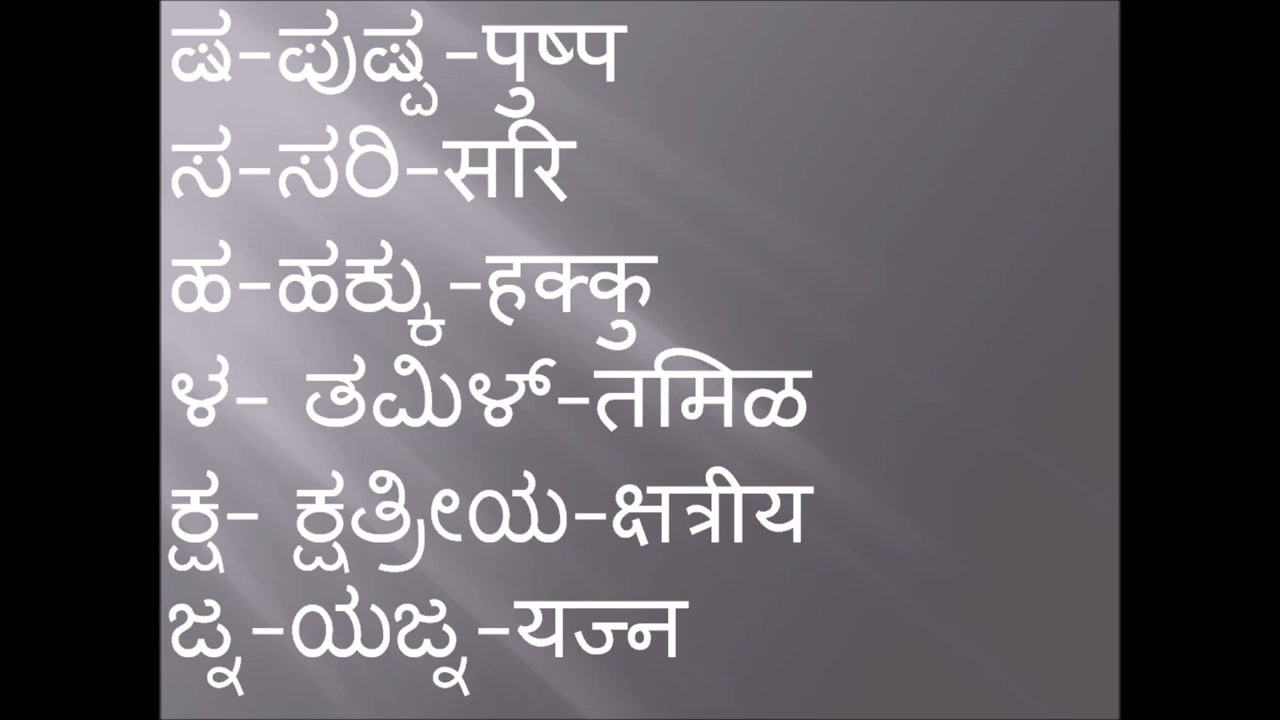 ಷ-ಪುಷ್ಪ -पुष्प
ಸ-ಸರಿ-सरि
ಹ-ಹಕ್ಕು -हक्कु
ಳ- ತಮಿಳ್-तमिळ
ಕ್ಷ- ಕ್ಷತ್ರೀಯ-क्षत्रीय
ಜ್ನ -ಯಜ್ನ -यज्न